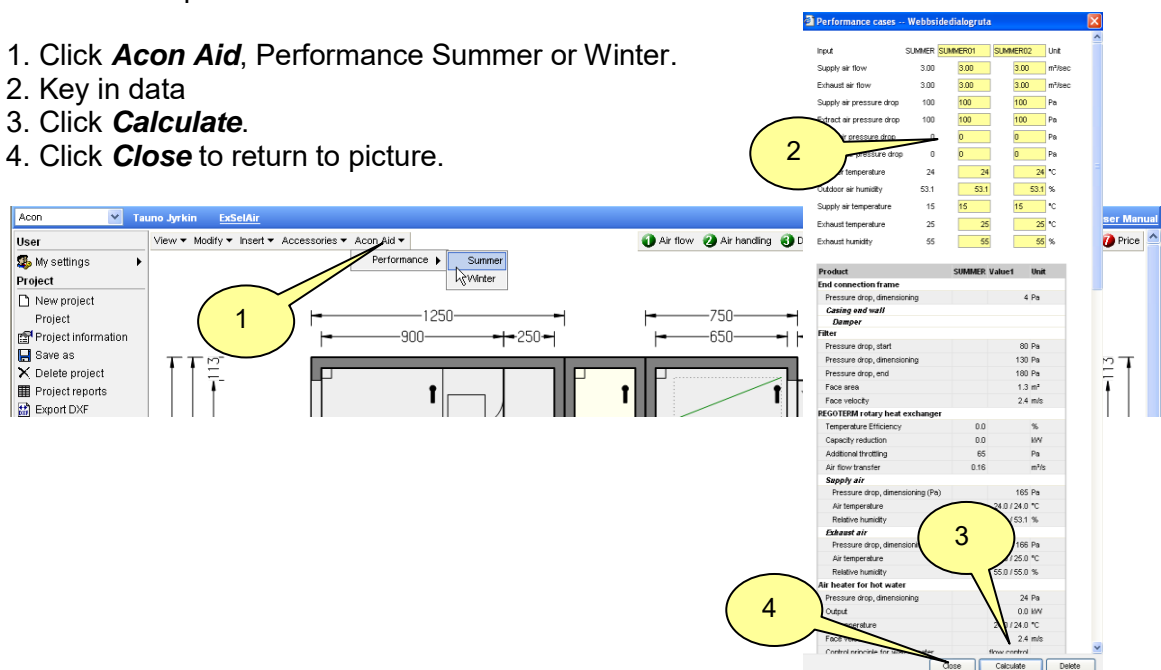 1. Click Acon Aid, Performance Summer or Winter.
2. Key in data
3. Click Calculate.
4. Click Close to return to picture.
Acon Tauno Jyrkin ExSelAir User Manual
User View Modify Insert Accessories Acon Aid 1 Air flow 2 Air handling 3 D 7 Price
My settings
Performance Summer
Winter
Project
New project
Project
Project information
Save as
Delete project
Project reports
Export DXF
1250
900 250
750
650
113
113
1
Performance cases -- Webbsidedialogruta
Input SUMMER SUMMER01 SUMMER02 Unit
Supply air flow 3.00 3.00 3.00 m³/sec
Exhaust air flow 3.00 3.00 3.00 m³/sec
Supply air pressure drop 100 100 100 Pa
Extract air pressure drop 100 100 100 Pa
air pressure drop 0 0 0 Pa
pressure drop 0 0 0 Pa
temperature 24 24 24 °C
Outdoor air humidity 53.1 53.1 53.1 %
Supply air temperature 15 15 15 °C
Exhaust temperature 25 25 25 °C
Exhaust humidity 55 55 55 %
2
Product SUMMER Value1 Unit
End connection frame
Pressure drop, dimensioning 4 Pa
Casing end wall
Damper
Filter
Pressure drop, start 80 Pa
Pressure drop, dimensioning 130 Pa
Pressure drop, end 180 Pa
Face area 1.3 m²
Face velocity 2.4 m/s
REGOTERM rotary heat exchanger
Temperature Efficiency 0.0 %
Capacity reduction 0.0 kW
Additional throttling 65 Pa
Air flow transfer 0.16 m³/s
Supply air
Pressure drop, dimensioning (Pa) 165 Pa
Air temperature 24.0 / 24.0 °C
Relative humidity / 53.1 %
Exhaust air
Pressure drop, dimensioni 166 Pa
Air temperature / 25.0 °C
Relative humidity 55.0 / 55.0 %
3
Air heater for hot water
Pressure drop, dimensioning 24 Pa
Output 0.0 kW
/ 24.0 °C
2.4 m/s
4
Close Calculate Delete